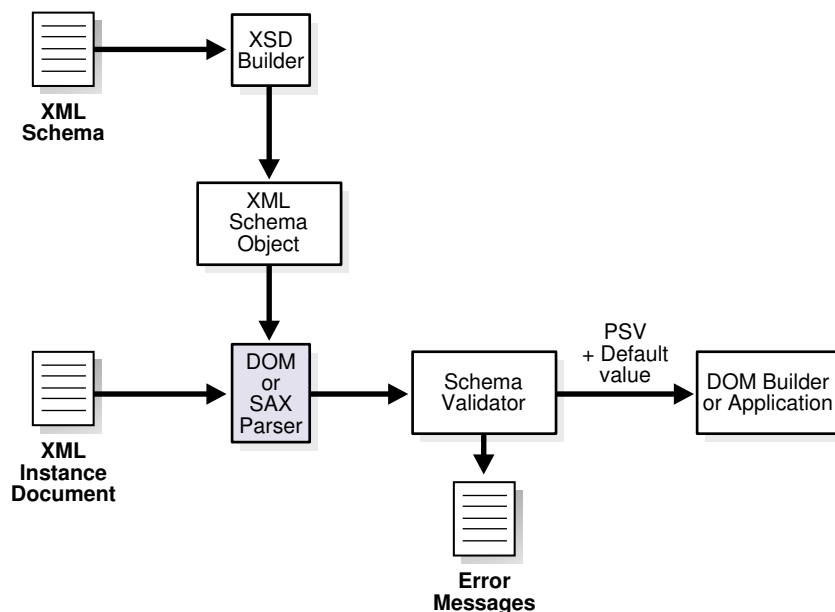 XSD
Builder
XML
Schema
XML
Schema
Object
DOM
or
SAX
Parser
Schema
Validator
PSV
+ Default
value
DOM Builder
or Application
XML
Instance
Document
Error
Messages